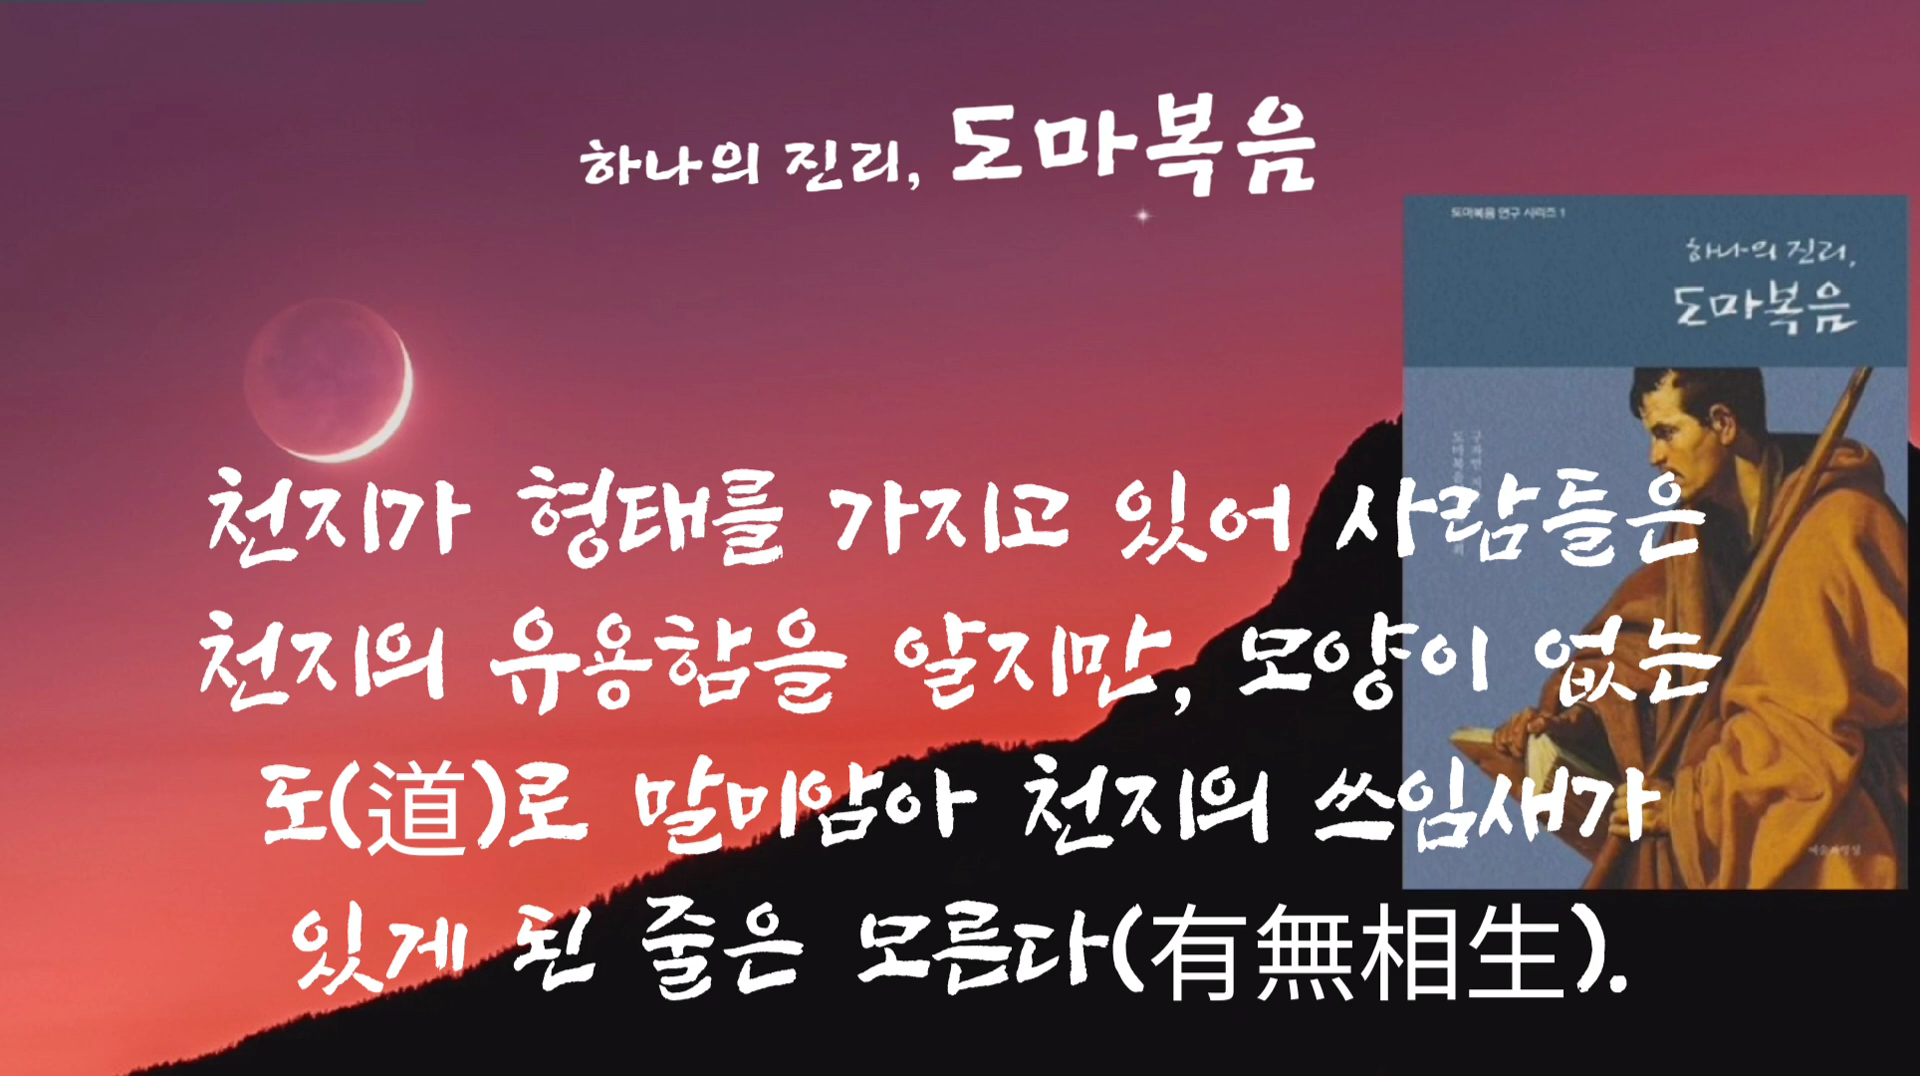 하나의 진리, 도마복음
도마복음 연구 시리즈 1
하나의 진리,
도마복음
천지가 형태를 가지고 있어 사람들은
천지의 유용함을 알지만, 모양이 없는
도(道)로 말미암아 천지의 쓰임새가
있게 된 줄은 모른다(有無相生).